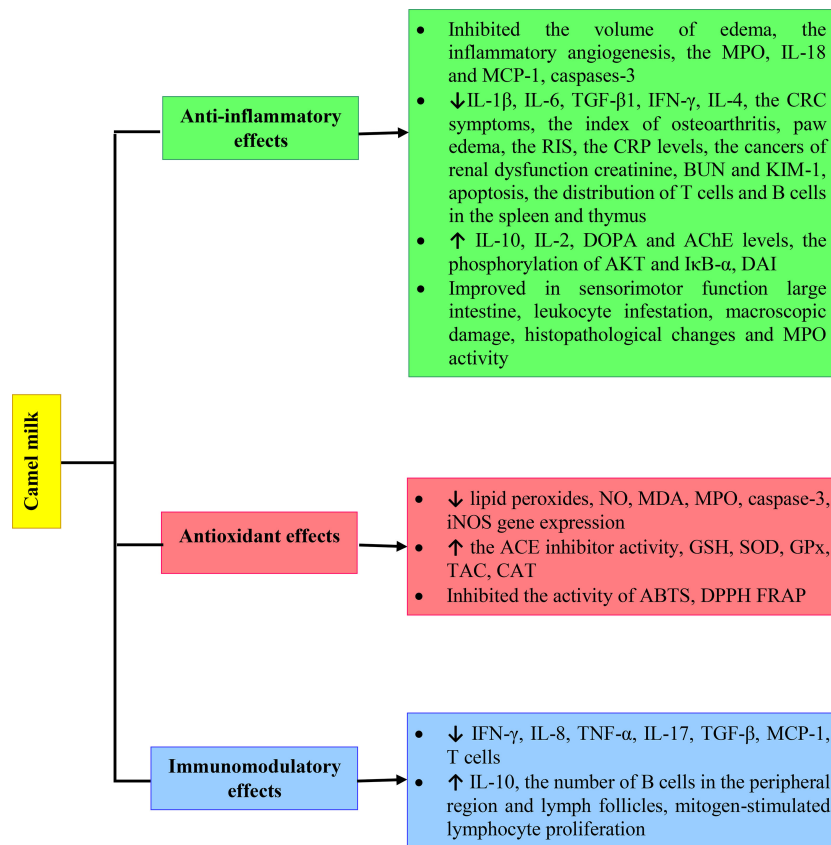 Camel milk
Anti-inflammatory
effects
• Inhibited the volume of edema, the
inflammatory angiogenesis, the MPO, IL-18
and MCP-1, caspases-3
• ↓IL-1β, IL-6, TGF-β1, IFN-γ, IL-4, the CRC
symptoms, the index of osteoarthritis, paw
edema, the RIS, the CRP levels, the cancers of
renal dysfunction creatinine, BUN and KIM-1,
apoptosis, the distribution of T cells and B cells
in the spleen and thymus
• ↑ IL-10, IL-2, DOPA and AChE levels, the
phosphorylation of AKT and IκB-α, DAI
• Improved in sensorimotor function large
intestine, leukocyte infestation, macroscopic
damage, histopathological changes and MPO
activity
Antioxidant effects
• ↓ lipid peroxides, NO, MDA, MPO, caspase-3,
iNOS gene expression
• ↑ the ACE inhibitor activity, GSH, SOD, GPx,
TAC, CAT
• Inhibited the activity of ABTS, DPPH FRAP
Immunomodulatory
effects
• ↓ IFN-γ, IL-8, TNF-α, IL-17, TGF-β, MCP-1,
T cells
• ↑ IL-10, the number of B cells in the peripheral
region and lymph follicles, mitogen-stimulated
lymphocyte proliferation